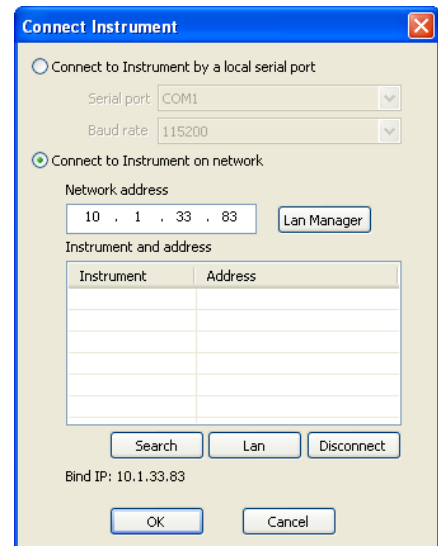 Connect Instrument
Connect to Instrument by a local serial port
Serial port COM1
Baud rate 115200
Connect to Instrument on network
Network address
10 . 1 . 33 . 83 Lan Manager
Instrument and address
Instrument Address
Search Lan Disconnect
Bind IP: 10.1.33.83
OK Cancel